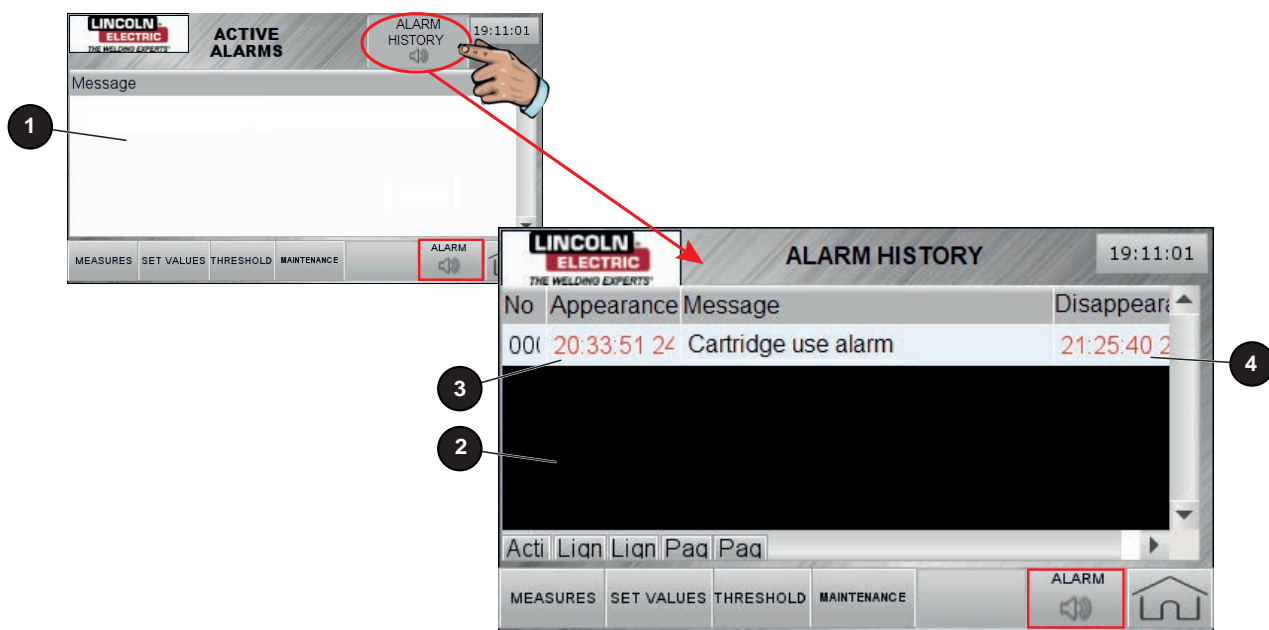 LINCOLN
ELECTRIC
THE WELDING EXPERTS®
ACTIVE
ALARMS
ALARM
HISTORY
19:11:01
Message
1
MEASURES SET VALUES THRESHOLD MAINTENANCE
ALARM
LINCOLN
ELECTRIC
THE WELDING EXPERTS®
ALARM HISTORY
19:11:01
No Appearance Message Disappeara
00( 20:33:51 24 Cartridge use alarm 21:25:40 2
3
4
2
Acti Lign Lign Pag Pag
MEASURES SET VALUES THRESHOLD MAINTENANCE
ALARM